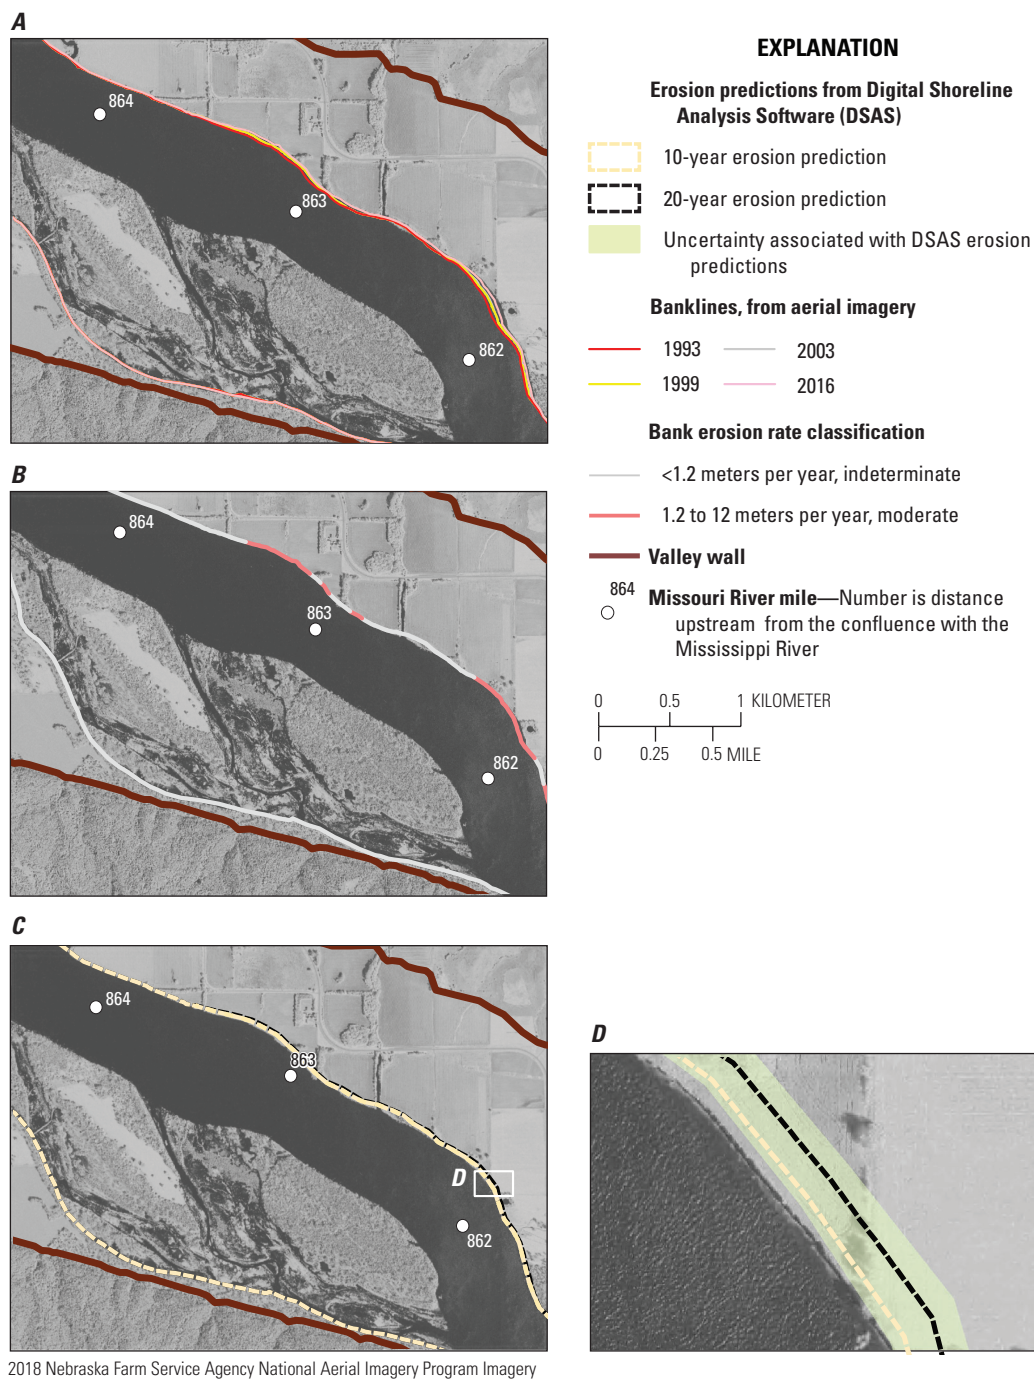 A
864
863
862
B
864
863
862
C
864
863
D
862
2018 Nebraska Farm Service Agency National Aerial Imagery Program Imagery
EXPLANATION
Erosion predictions from Digital Shoreline
Analysis Software (DSAS)
10-year erosion prediction
20-year erosion prediction
Uncertainty associated with DSAS erosion
predictions
Banklines, from aerial imagery
1993 2003
1999 2016
Bank erosion rate classification
<1.2 meters per year, indeterminate
1.2 to 12 meters per year, moderate
Valley wall
864
Missouri River mile—Number is distance
upstream from the confluence with the
Mississippi River
0 0.5 1 KILOMETER
0 0.25 0.5 MILE
D